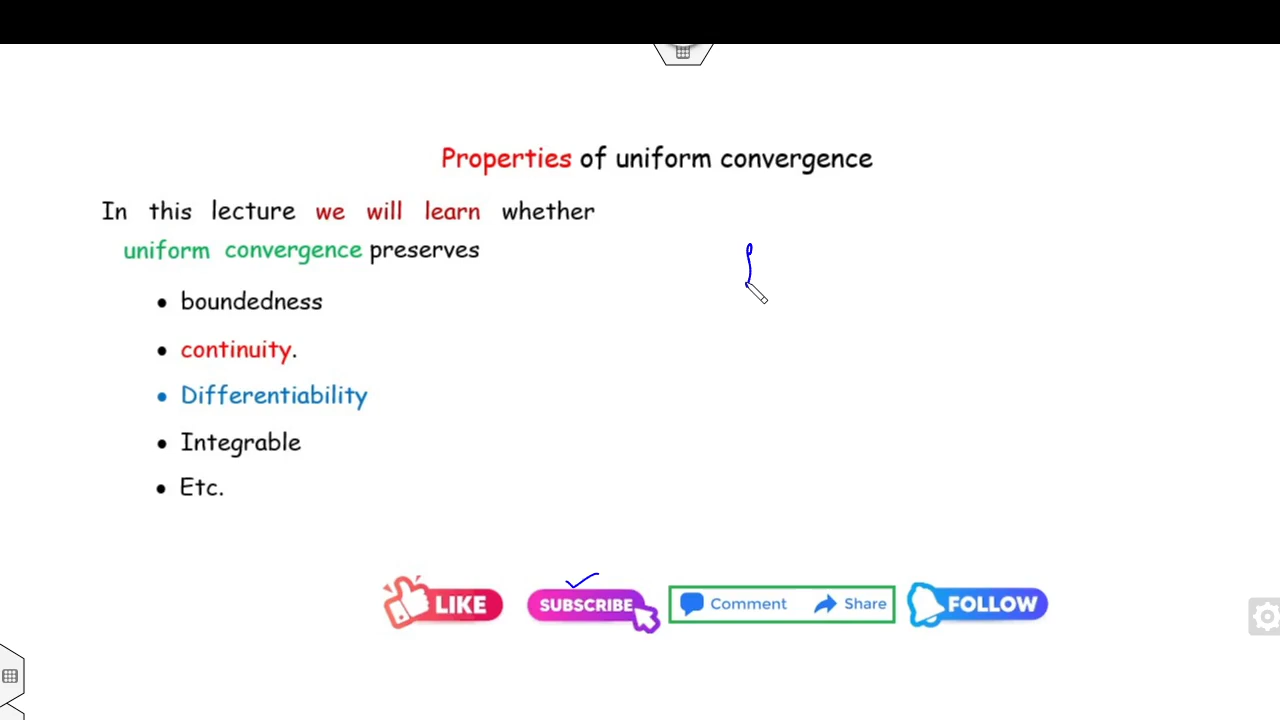 Properties of uniform convergence
In this lecture we will learn whether
uniform convergence preserves
• boundedness
• continuity.
• Differentiability
• Integrable
• Etc.
LIKE
SUBSCRIBE
Comment
Share
FOLLOW